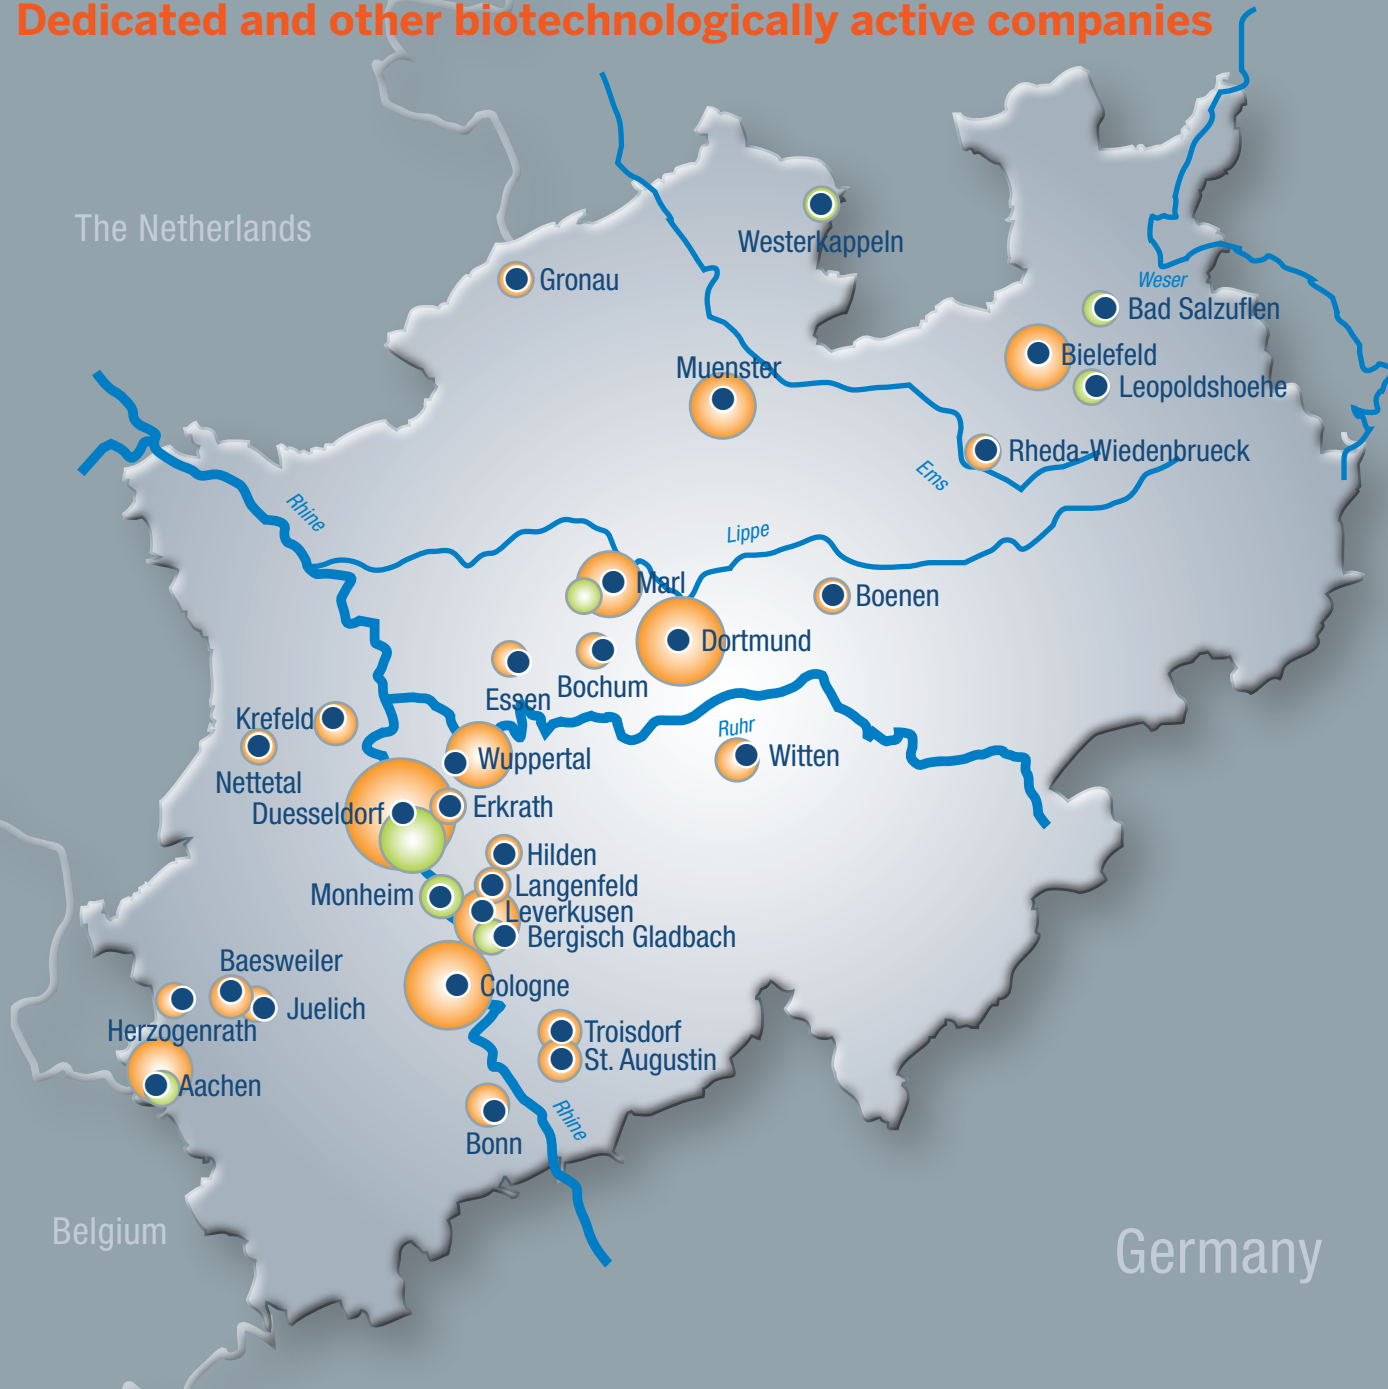 Dedicated and other biotechnologically active companies
The Netherlands
Westerkappeln
Gronau
Weser
Bad Salzuflen
Bielefeld
Muenster
Leopoldshoehe
Rheda-Wiedenbrueck
Ems
Rhine
Lippe
Marl
Boenen
Dortmund
Bochum
Essen
Krefeld
Ruhr
Witten
Wuppertal
Nettetal
Duesseldorf
Erkrath
Hilden
Langenfeld
Monheim
Leverkusen
Bergisch Gladbach
Baesweiler
Cologne
Juelich
Herzogenrath
Troisdorf
St. Augustin
Aachen
Rhine
Bonn
Belgium
Germany